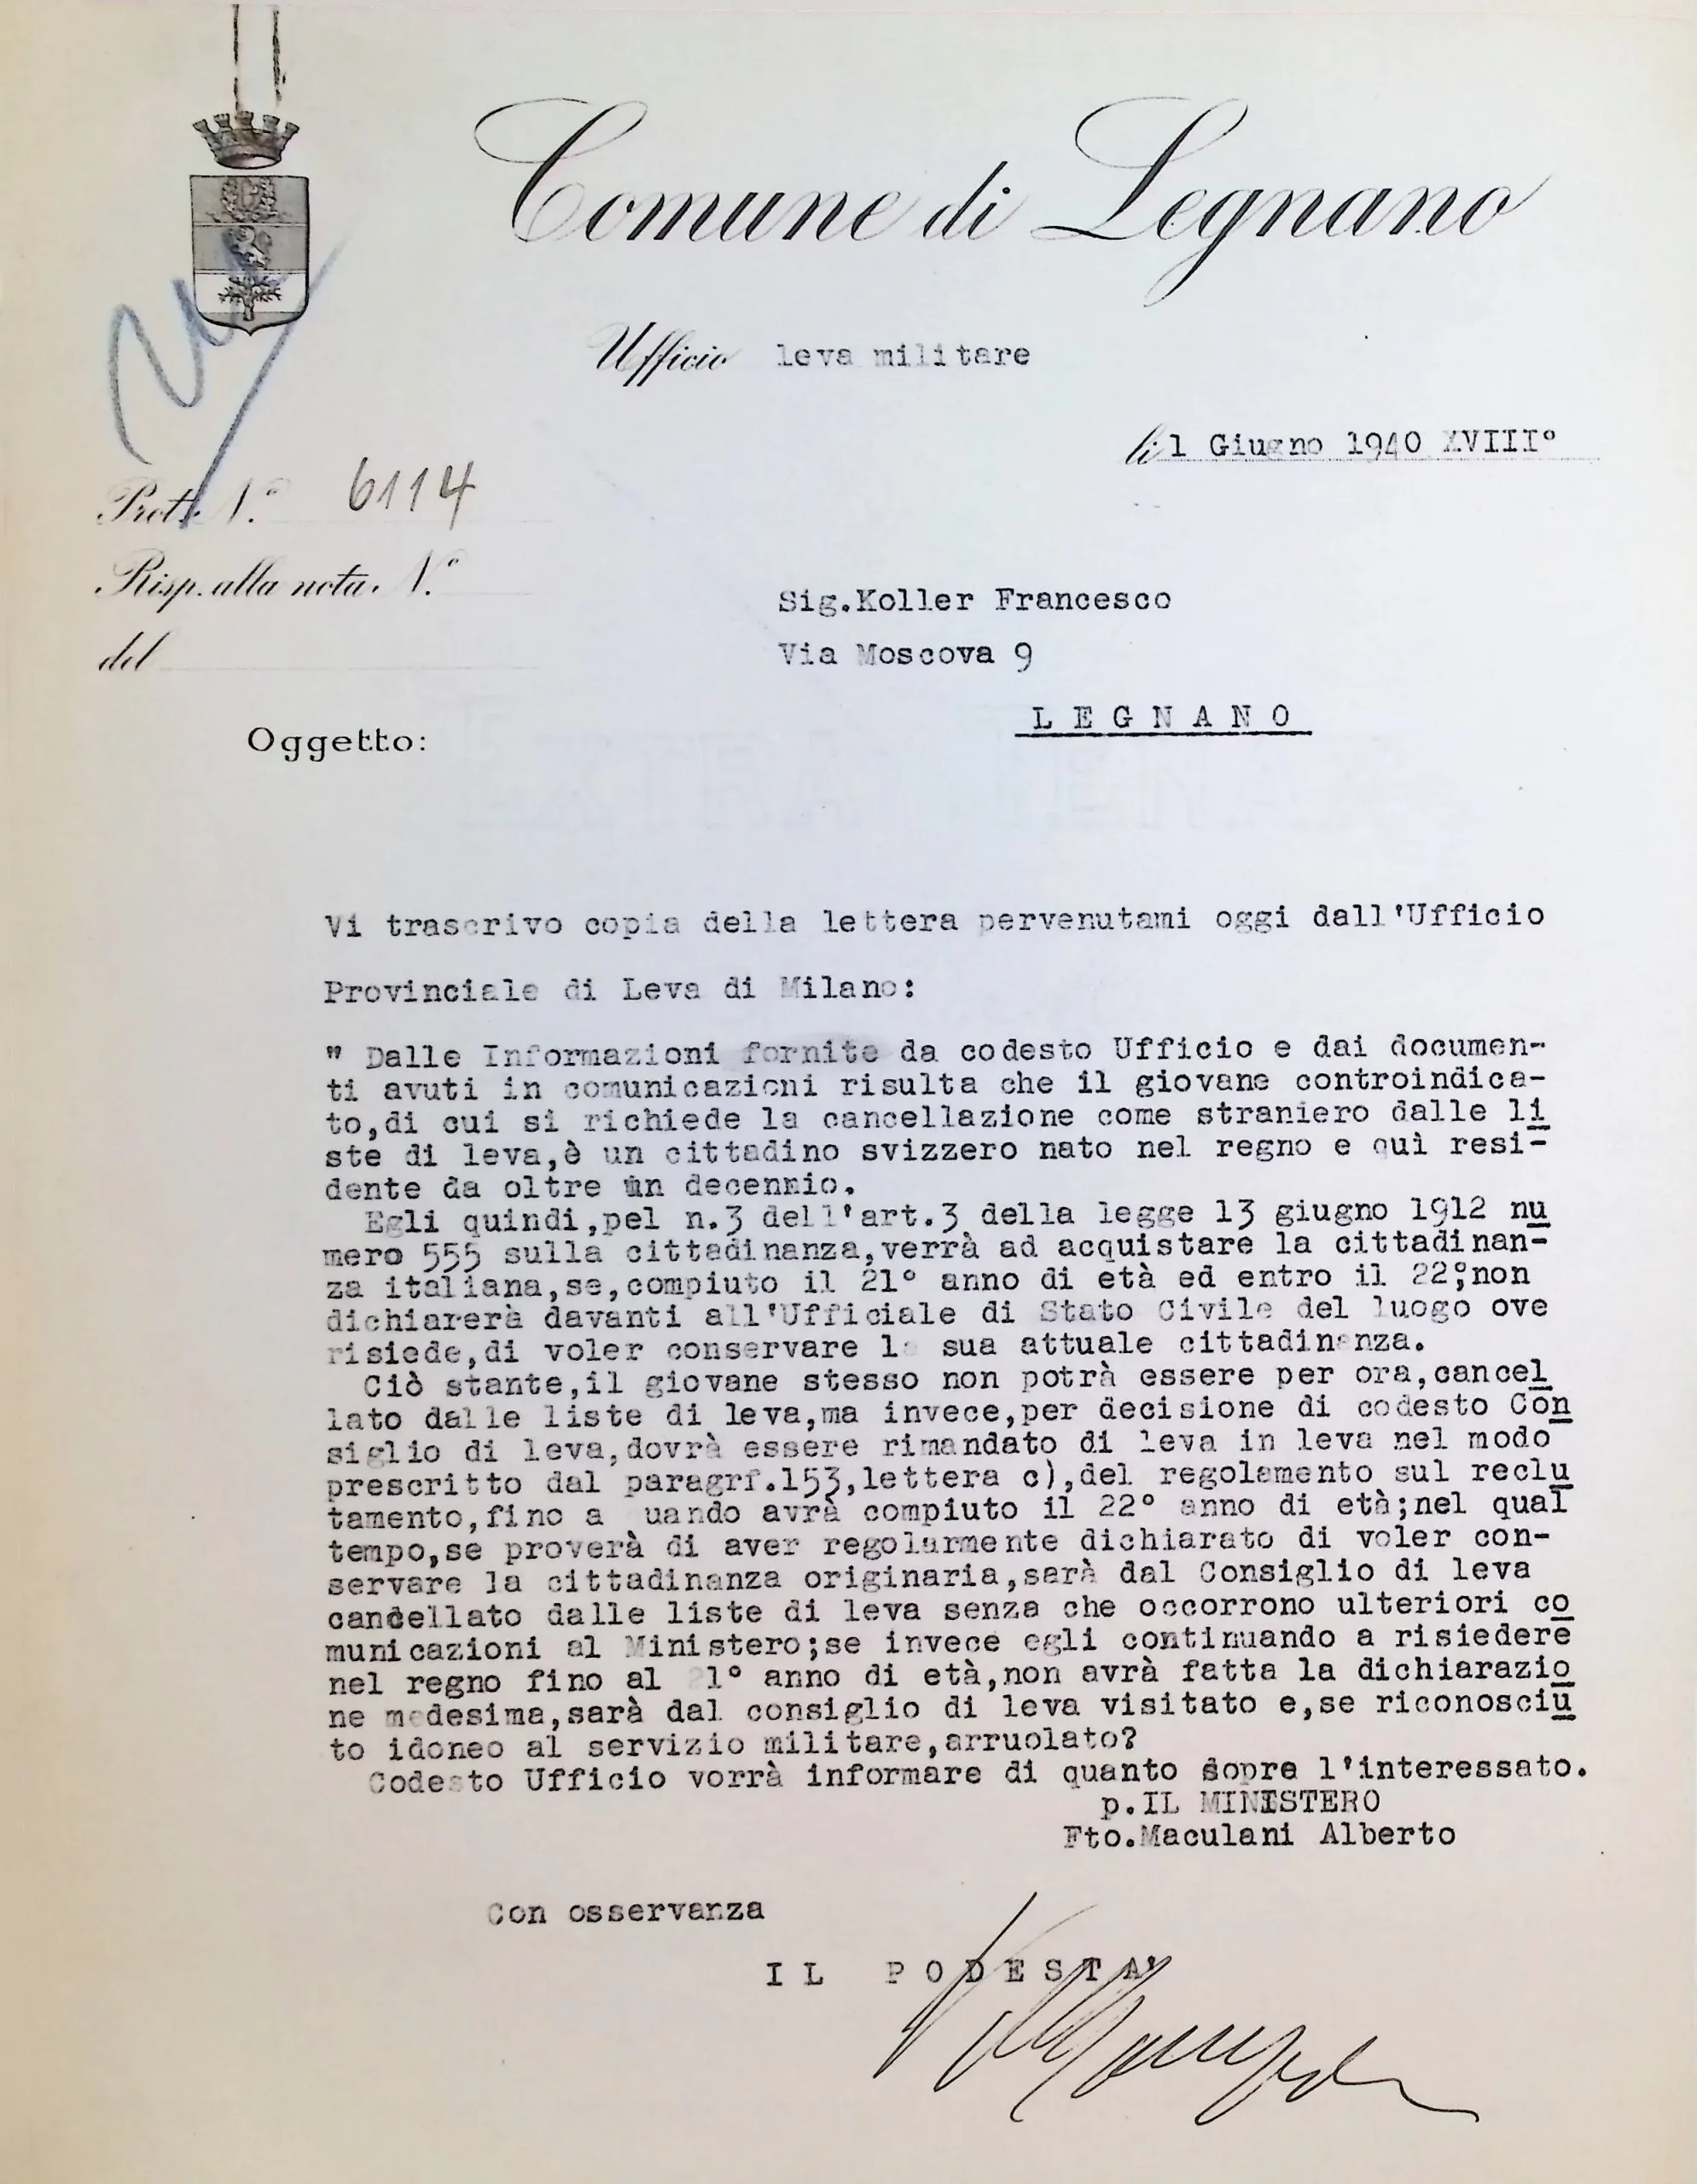 Comune di Legnano
Ufficio leva militare
li 1 Giugno 1940 XVIII°
Prot. N.° 6114
Risp. alla nota N.°
del
Sig.Koller Francesco
Via Moscova 9
LEGNANO
Oggetto:
Vi trascrivo copia della lettera pervenutami oggi dall'Ufficio
Provinciale di Leva di Milano:
" Dalle Informazioni fornite da codesto Ufficio e dai documen-
ti avuti in comunicazioni risulta che il giovane controindica-
to,di cui si richiede la cancellazione come straniero dalle li
ste di leva,è un cittadino svizzero nato nel regno e quì resi-
dente da oltre un decennio.
Egli quindi,pel n.3 dell'art.3 della legge 13 giugno 1912 nu
mero 555 sulla cittadinanza,verrà ad acquistare la cittadinan-
za italiana,se,compiuto il 21° anno di età ed entro il 22°,non
dichiarerà davanti all'Ufficiale di Stato Civile del luogo ove
risiede,di voler conservare la sua attuale cittadinanza.
Ciò stante,il giovane stesso non potrà essere per ora,cancel
lato dalle liste di leva,ma invece,per decisione di codesto Con
siglio di leva,dovrà essere rimandato di leva in leva nel modo
prescritto dal paragrf.153,lettera c),del regolamento sul reclu
tamento,fino a uando avrà compiuto il 22° anno di età;nel qual
tempo,se proverà di aver regolarmente dichiarato di voler con-
servare la cittadinanza originaria,sarà dal Consiglio di leva
cancellato dalle liste di leva senza che occorrono ulteriori co
municazioni al Ministero;se invece egli continuando a risiedere
nel regno fino al 21° anno di età,non avrà fatta la dichiarazio
ne medesima,sarà dal consiglio di leva visitato e,se riconosciu
to idoneo al servizio militare,arruolato?
Codesto Ufficio vorrà informare di quanto sopra l'interessato.
p.IL MINISTERO
Fto.Maculani Alberto
Con osservanza
IL PODESTA'